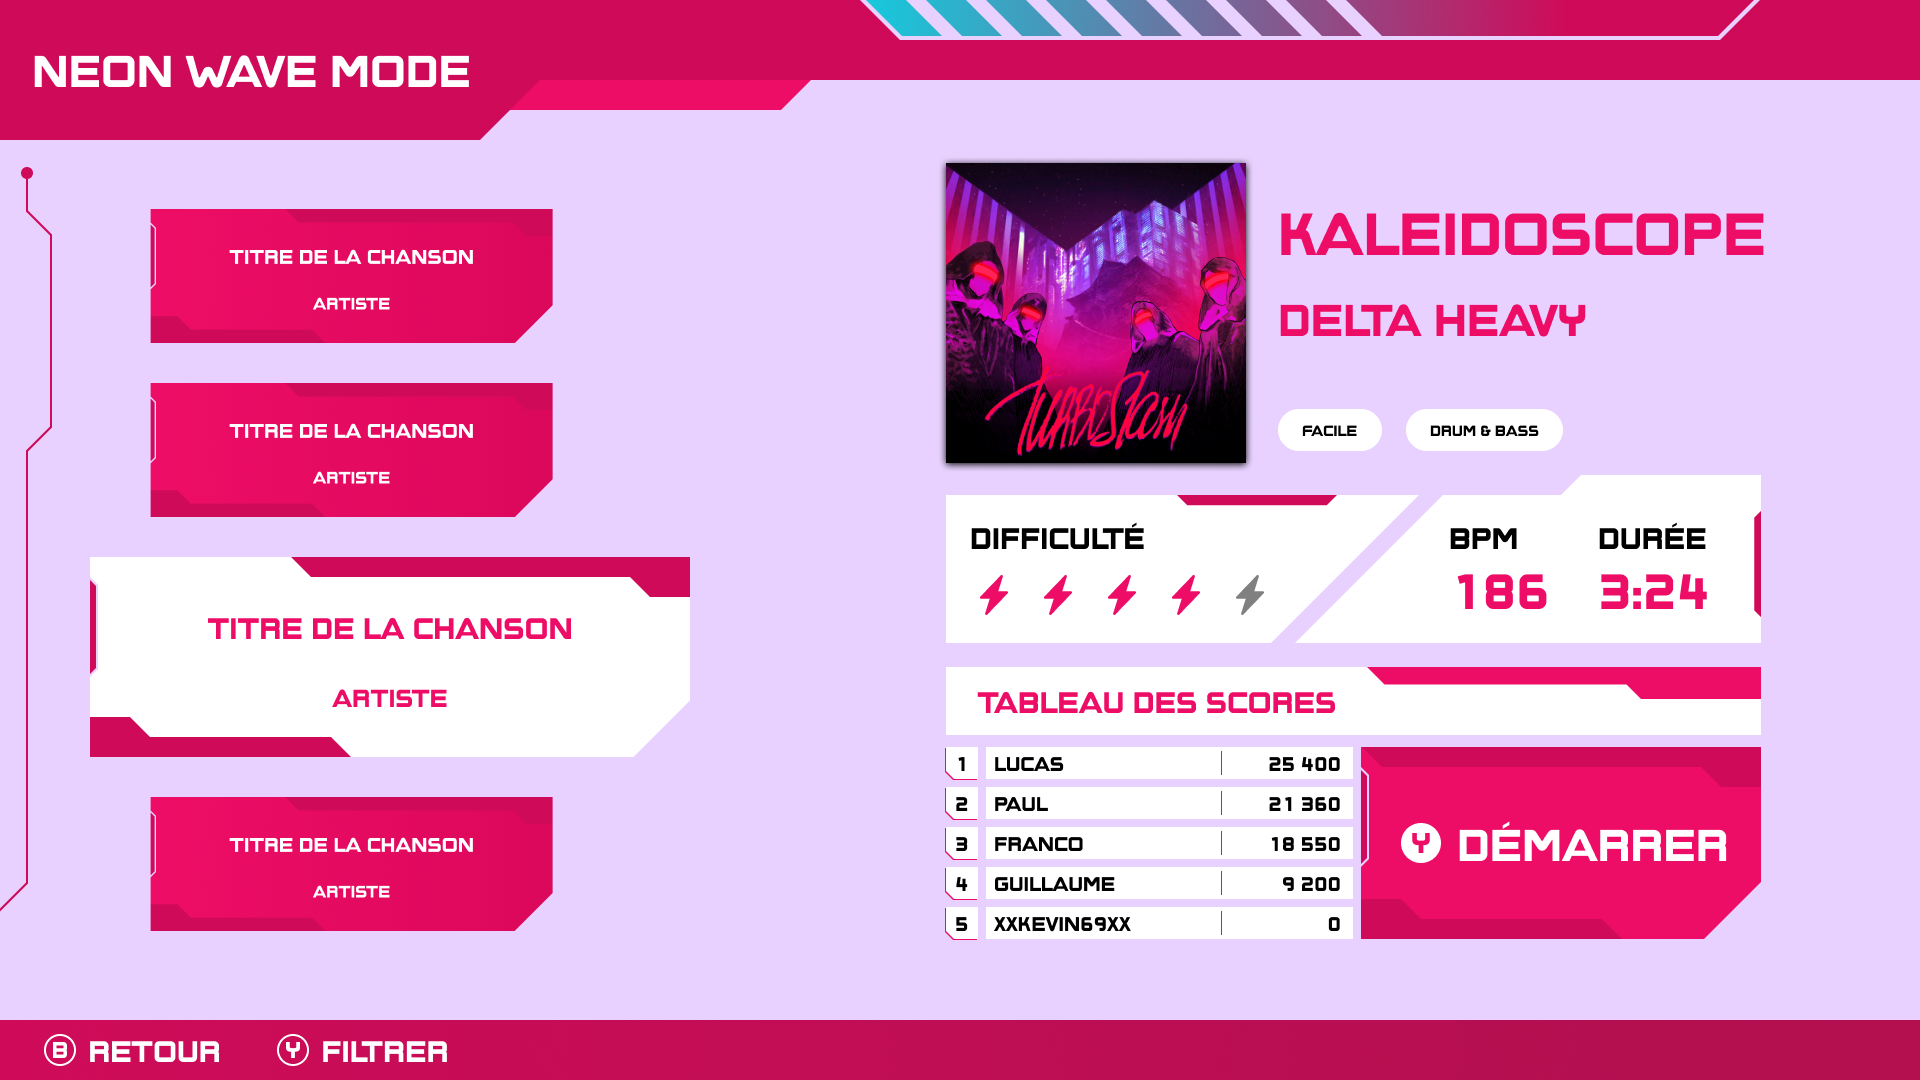 NEON WAVE MODE
TITRE DE LA CHANSON
ARTISTE
TITRE DE LA CHANSON
ARTISTE
TITRE DE LA CHANSON
ARTISTE
TITRE DE LA CHANSON
ARTISTE
KALEIDOSCOPE
DELTA HEAVY
FACILE
DRUM & BASS
DIFFICULTÉ
BPM
186
DURÉE
3:24
TABLEAU DES SCORES
1 LUCAS 25 400
2 PAUL 21 360
3 FRANCO 18 550
4 GUILLAUME 9 200
5 XXKEVIN69XX 0
Y DÉMARRER
B RETOUR
Y FILTRER